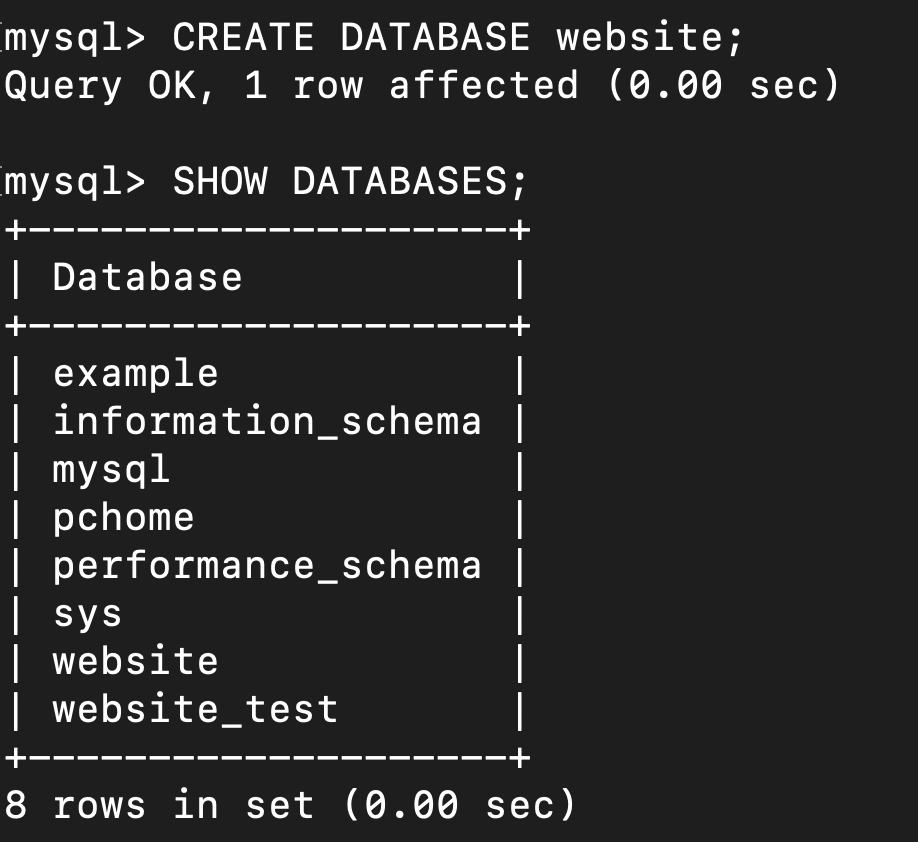 mysql> CREATE DATABASE website;
Query OK, 1 row affected (0.00 sec)
mysql> SHOW DATABASES;
+--------------------+
| Database           |
+--------------------+
| example            |
| information_schema |
| mysql              |
| pchome             |
| performance_schema |
| sys                |
| website            |
| website_test       |
+--------------------+
8 rows in set (0.00 sec)